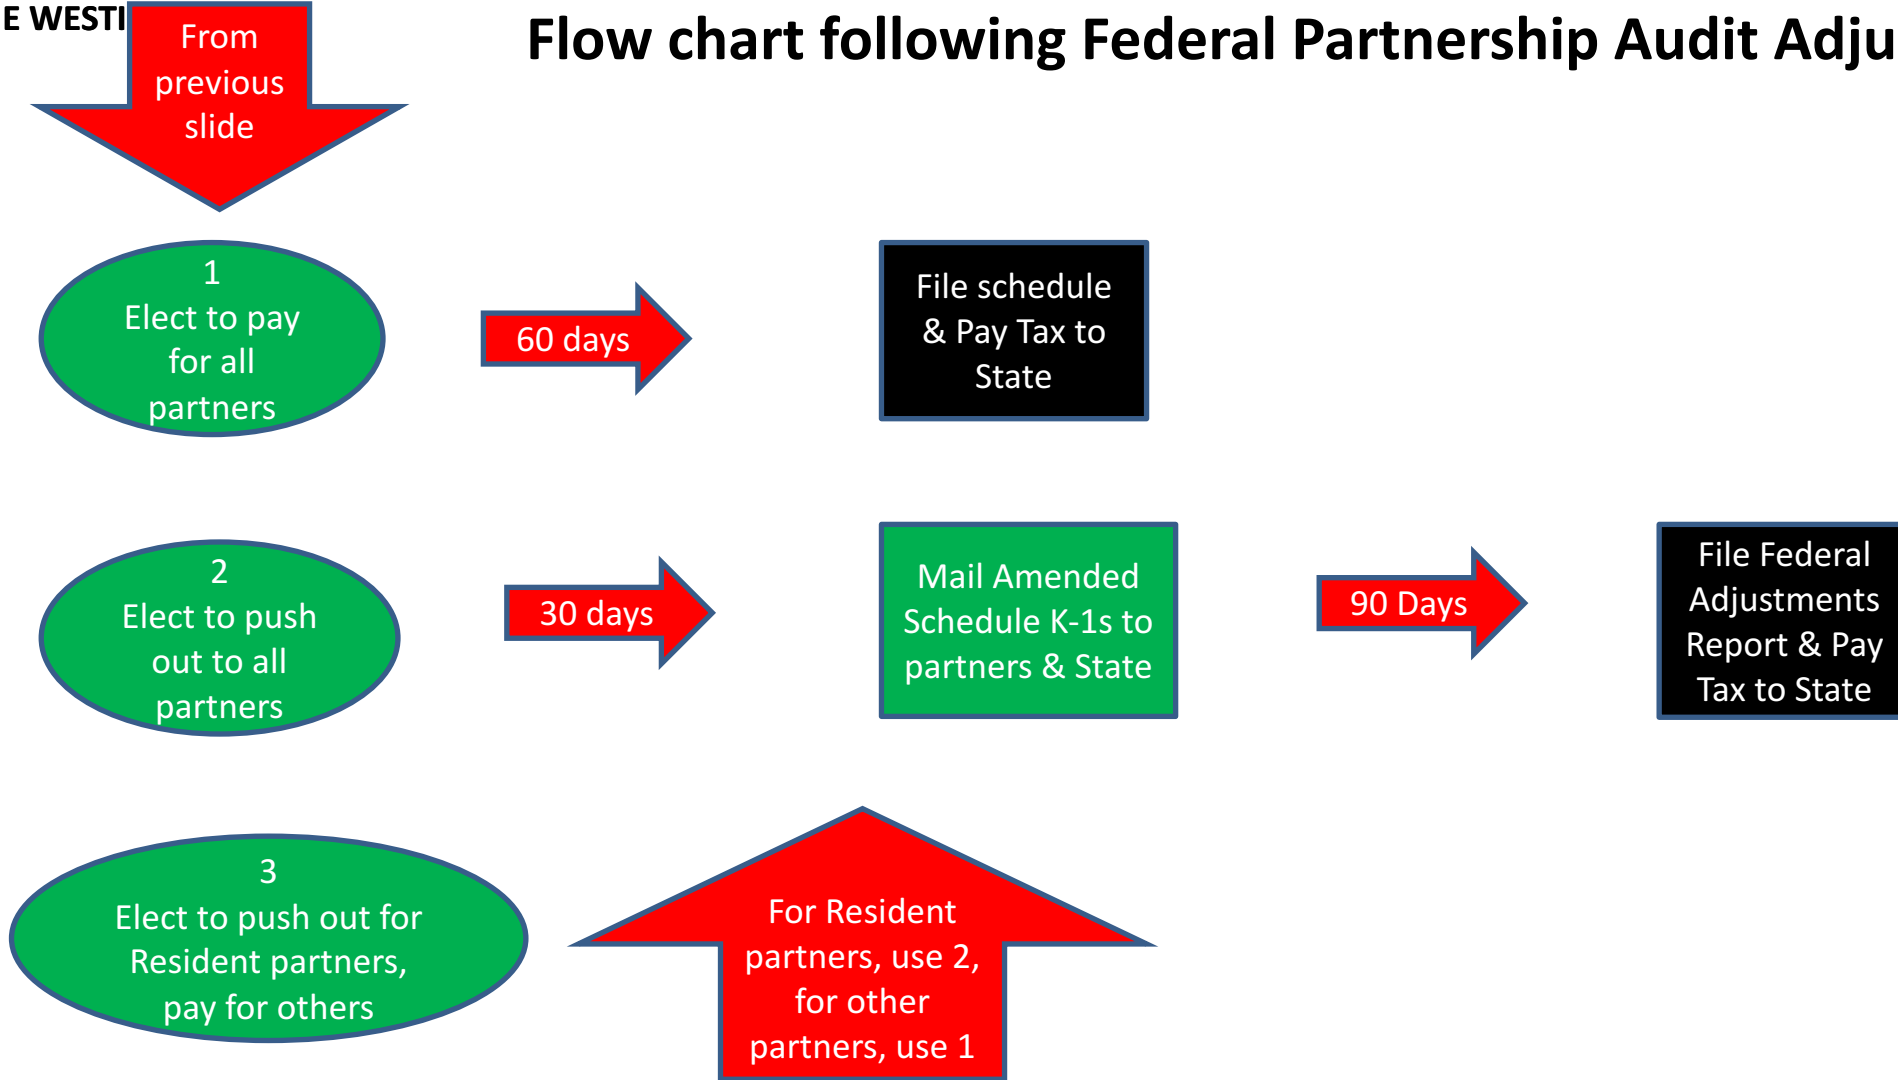 E WESTI
Flow chart following Federal Partnership Audit Adju
From
previous
slide
1
Elect to pay
for all
partners
60 days
File schedule
& Pay Tax to
State
2
Elect to push
out to all
partners
30 days
Mail Amended
Schedule K-1s to
partners & State
90 Days
File Federal
Adjustments
Report & Pay
Tax to State
3
Elect to push out for
Resident partners,
pay for others
For Resident
partners, use 2,
for other
partners, use 1